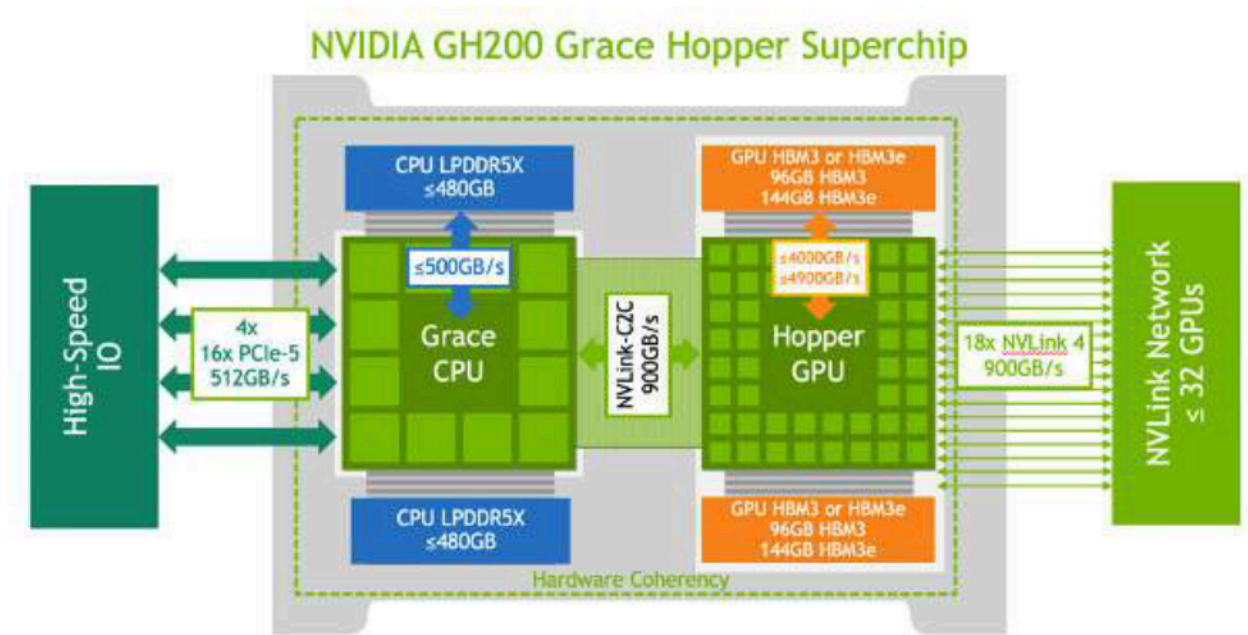 NVIDIA GH200 Grace Hopper Superchip
CPU LPDDR5X
≤480GB
GPU HBM3 or HBM3e
96GB HBM3
144GB HBM3e
High-Speed
IO
4x
16x PCIe-5
512GB/s
≤500GB/s
Grace
CPU
NVLink-C2C
900GB/s
≤4000GB/s
≤4900GB/s
Hopper
GPU
18x NVLink 4
900GB/s
NVLink Network
≤ 32 GPUs
CPU LPDDR5X
≤480GB
GPU HBM3 or HBM3e
96GB HBM3
144GB HBM3e
Hardware Coherency